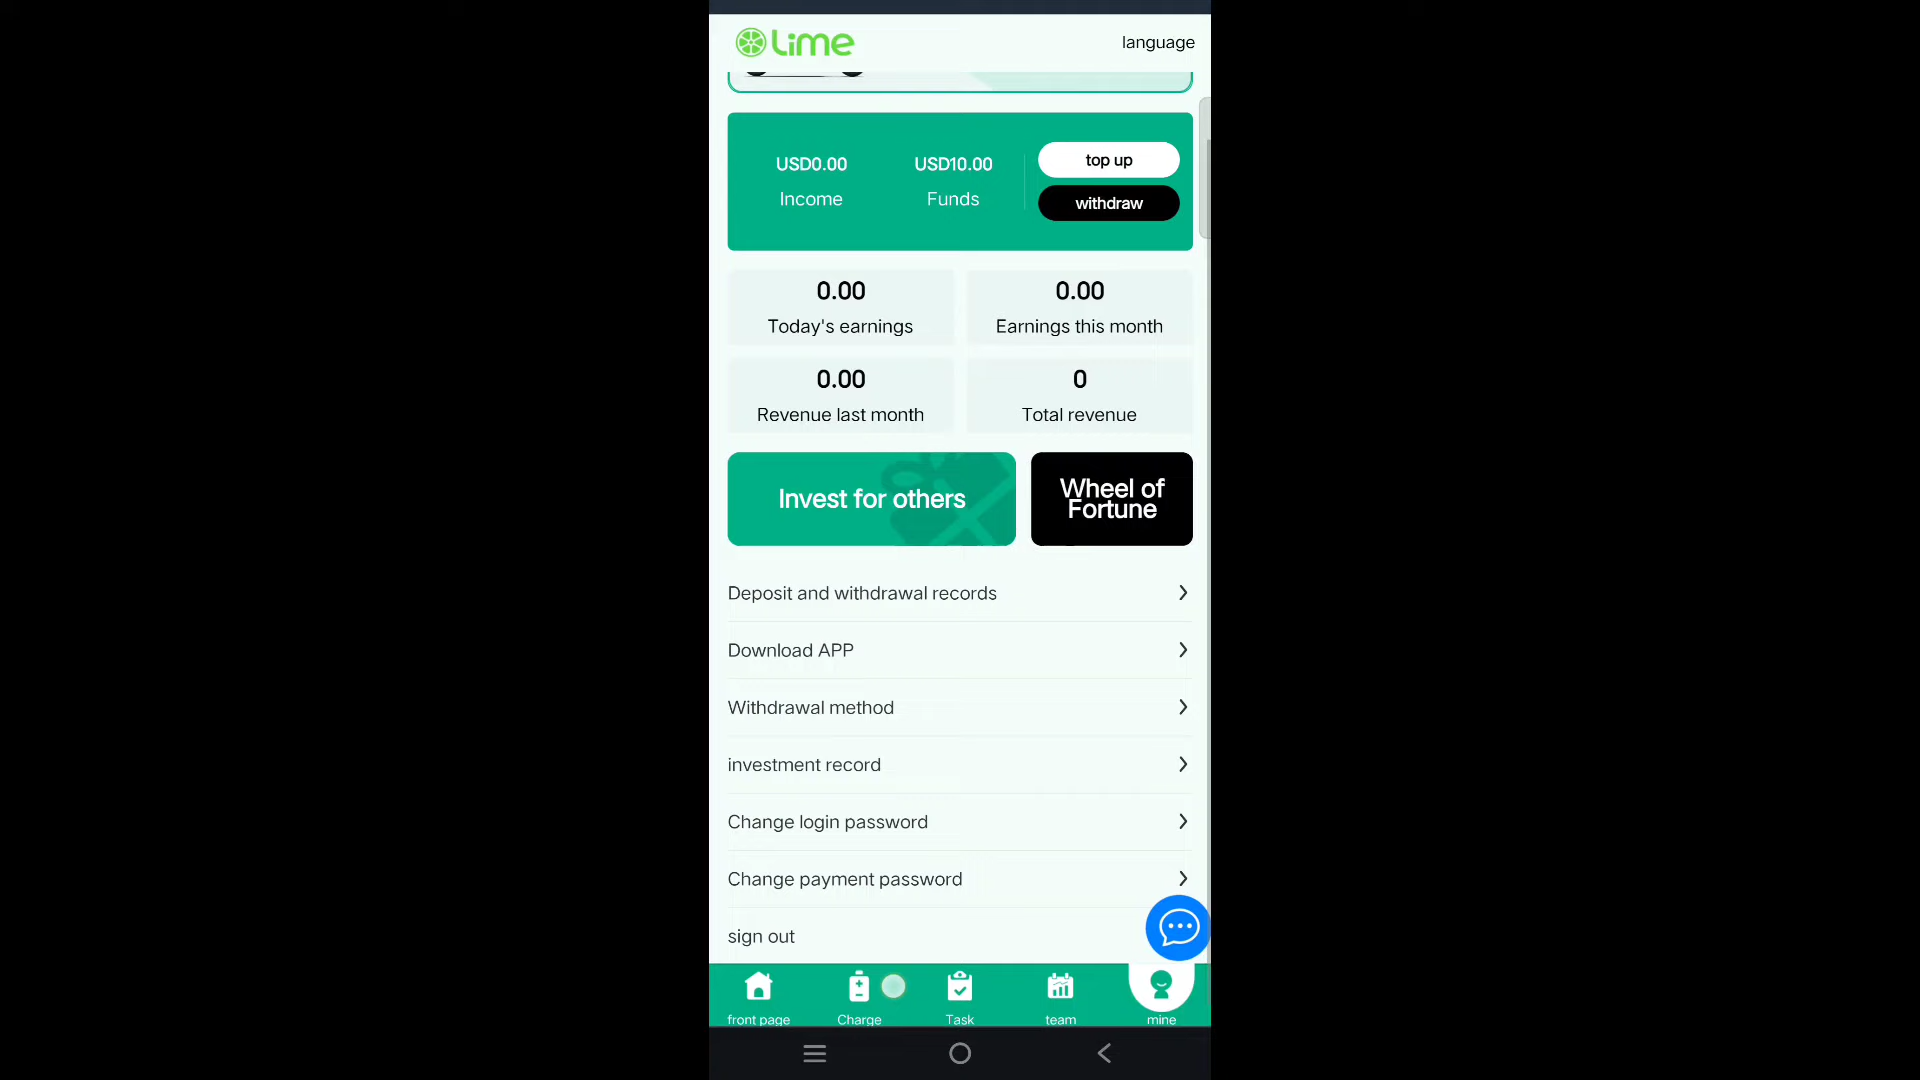 Lime
language
USD0.00
USD10.00
top up
Income
Funds
withdraw
0.00
0.00
Today's earnings
Earnings this month
0.00
0
Revenue last month
Total revenue
Invest for others
Wheel of
Fortune
Deposit and withdrawal records
Download APP
Withdrawal method
investment record
Change login password
Change payment password
sign out
front page
Charge
Task
team
mine